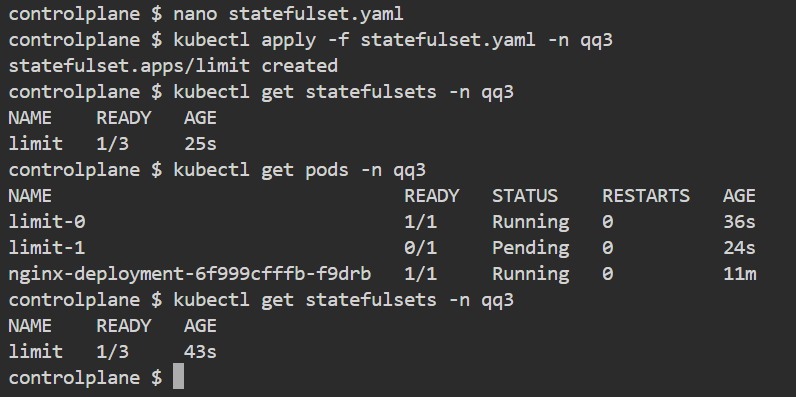 controlplane $ nano statefulset.yaml
controlplane $ kubectl apply -f statefulset.yaml -n qq3
statefulset.apps/limit created
controlplane $ kubectl get statefulsets -n qq3
NAME    READY   AGE
limit   1/3     25s
controlplane $ kubectl get pods -n qq3
NAME                                READY   STATUS    RESTARTS   AGE
limit-0                             1/1     Running   0          36s
limit-1                             0/1     Pending   0          24s
nginx-deployment-6f999cfffb-f9drb   1/1     Running   0          11m
controlplane $ kubectl get statefulsets -n qq3
NAME    READY   AGE
limit   1/3     43s
controlplane $